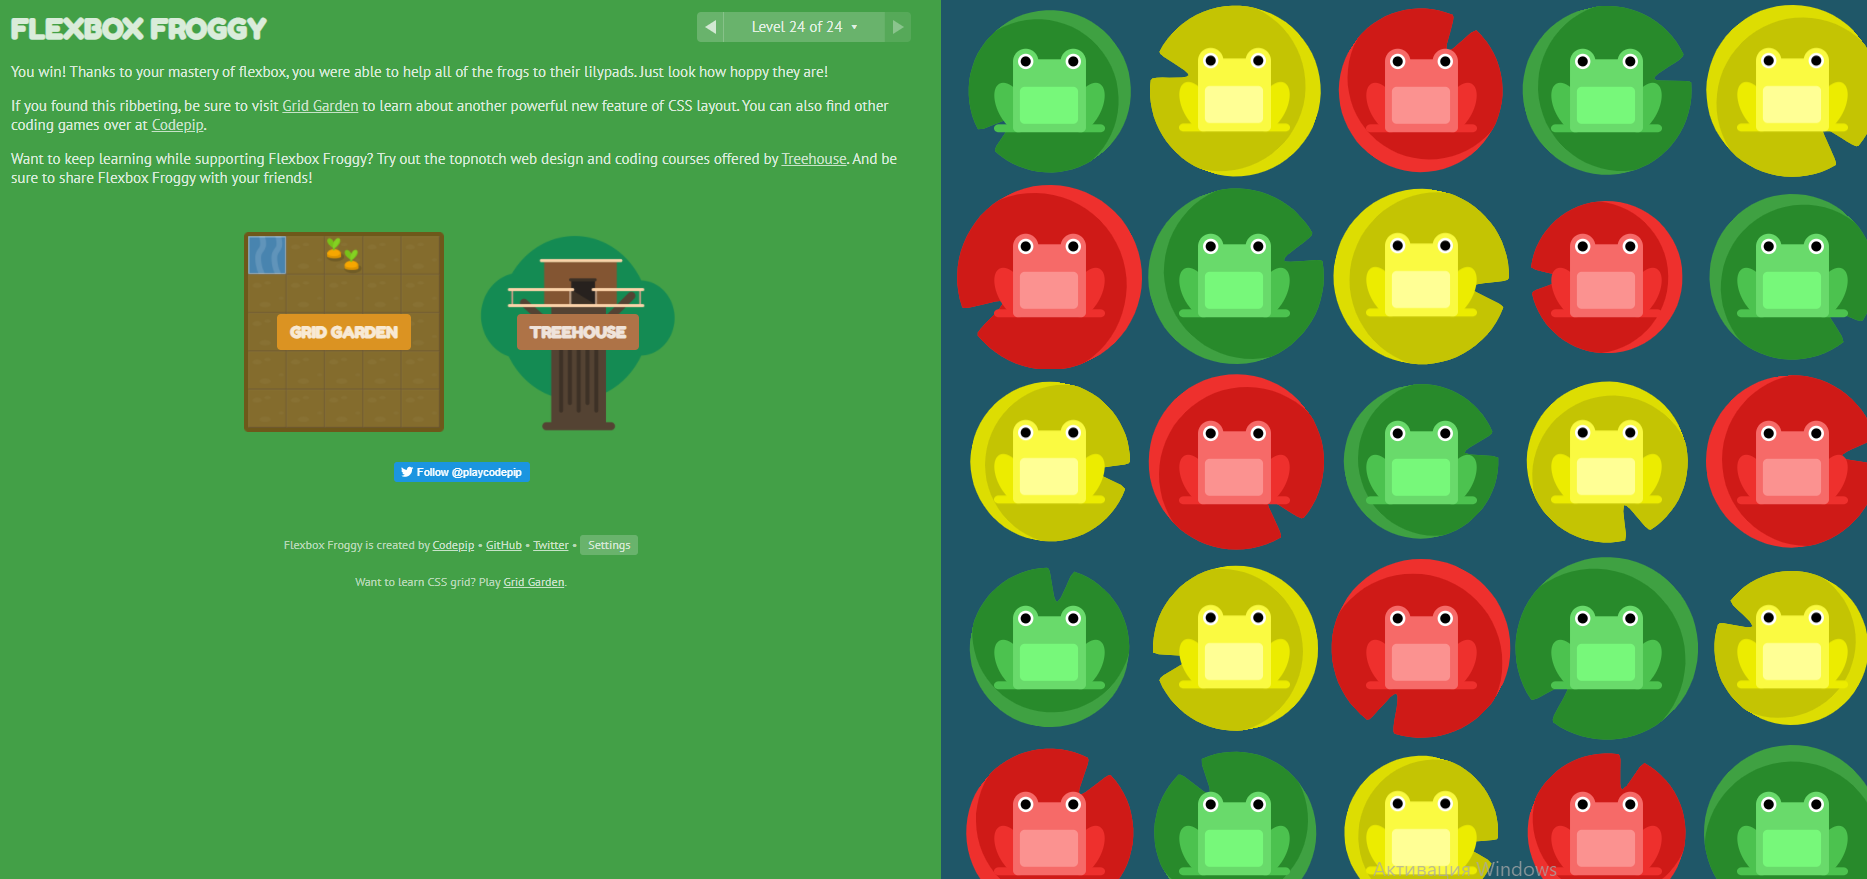 FLEXBOX FROGGY
Level 24 of 24
You win! Thanks to your mastery of flexbox, you were able to help all of the frogs to their lilypads. Just look how hoppy they are!
If you found this ribbeting, be sure to visit Grid Garden to learn about another powerful new feature of CSS layout. You can also find other
coding games over at Codepip.
Want to keep learning while supporting Flexbox Froggy? Try out the topnotch web design and coding courses offered by Treehouse. And be
sure to share Flexbox Froggy with your friends!
GRID GARDEN
TREEHOUSE
Follow @playcodepip
Flexbox Froggy is created by Codepip • GitHub • Twitter • Settings
Want to learn CSS grid? Play Grid Garden.
Активация Windows